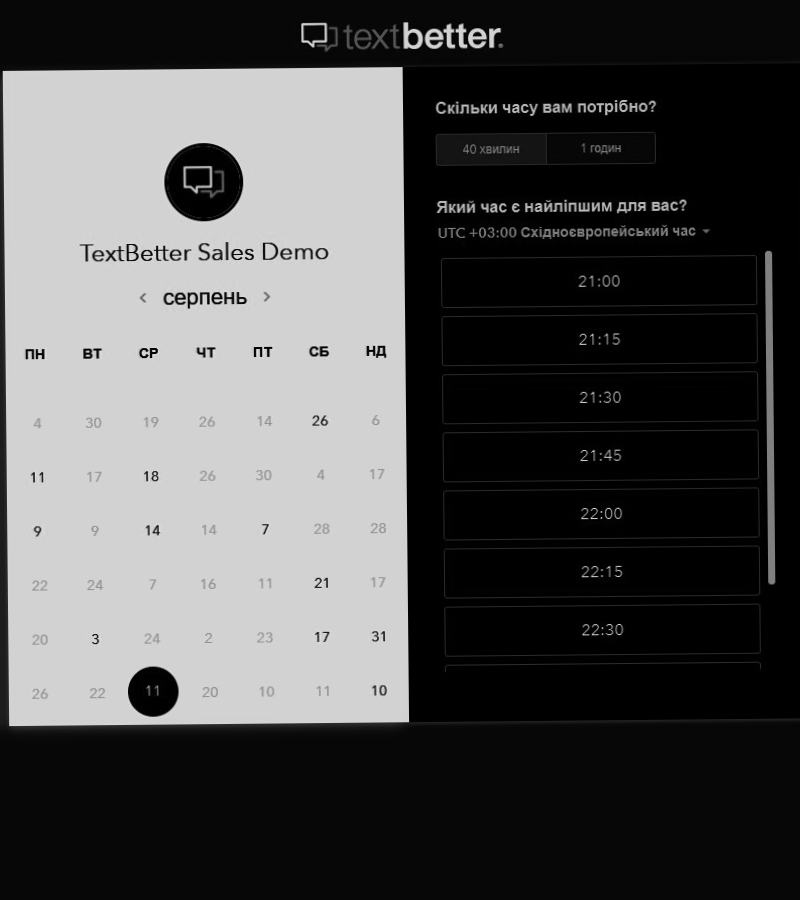 textbetter.
TextBetter Sales Demo
серпень
ПН ВТ СР ЧТ ПТ СБ НД
4 30 19 26 14 26 6
11 17 18 26 30 4 17
9 9 14 14 7 28 28
22 24 7 16 11 21 17
20 3 24 2 23 17 31
26 22 11 20 10 11 10
Скільки часу вам потрібно?
40 хвилин 1 годин
Який час є найліпшим для вас?
UTC +03:00 Східноєвропейський час
21:00
21:15
21:30
21:45
22:00
22:15
22:30